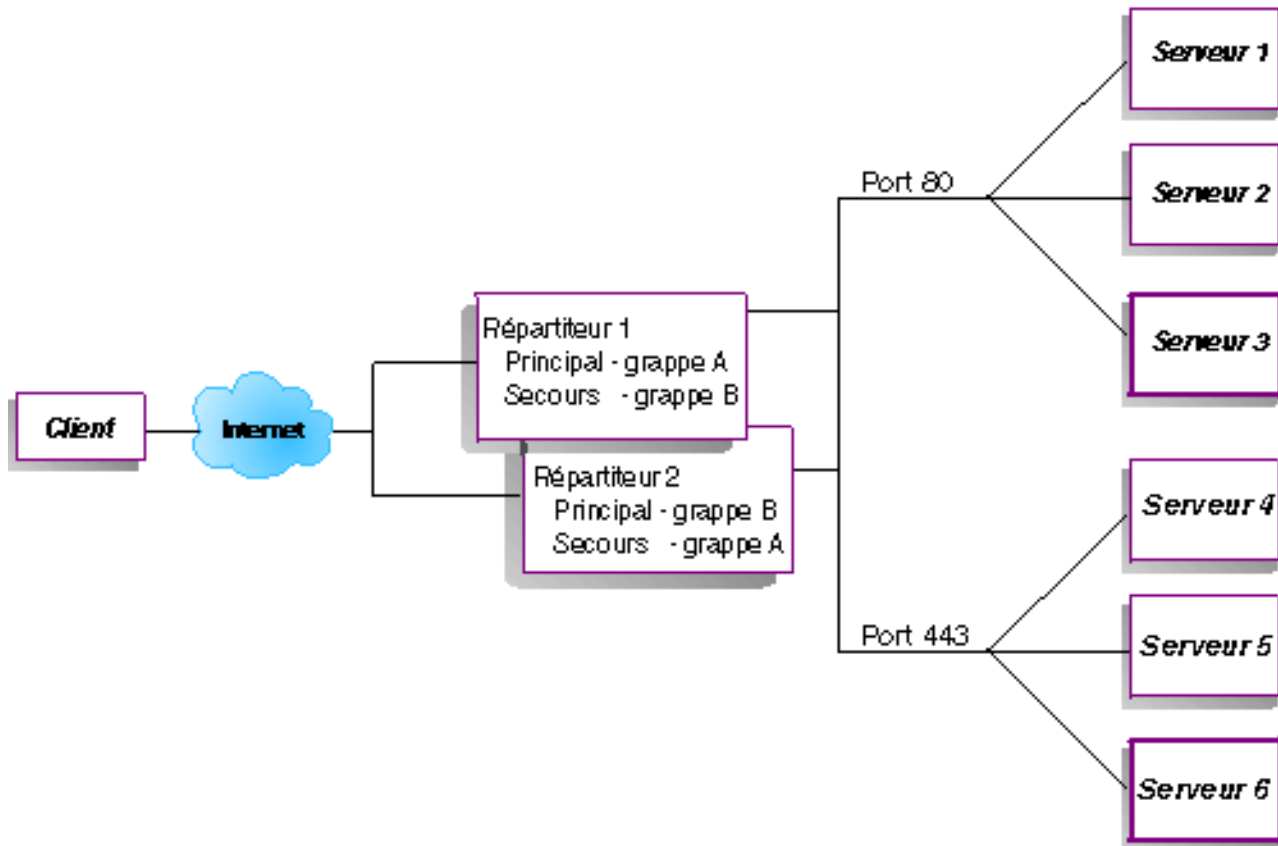 Client
Internet
Répartiteur 1
Principal - grappe A
Secours - grappe B
Répartiteur 2
Principal - grappe B
Secours - grappe A
Port 80
Serveur 1
Serveur 2
Serveur 3
Port 443
Serveur 4
Serveur 5
Serveur 6